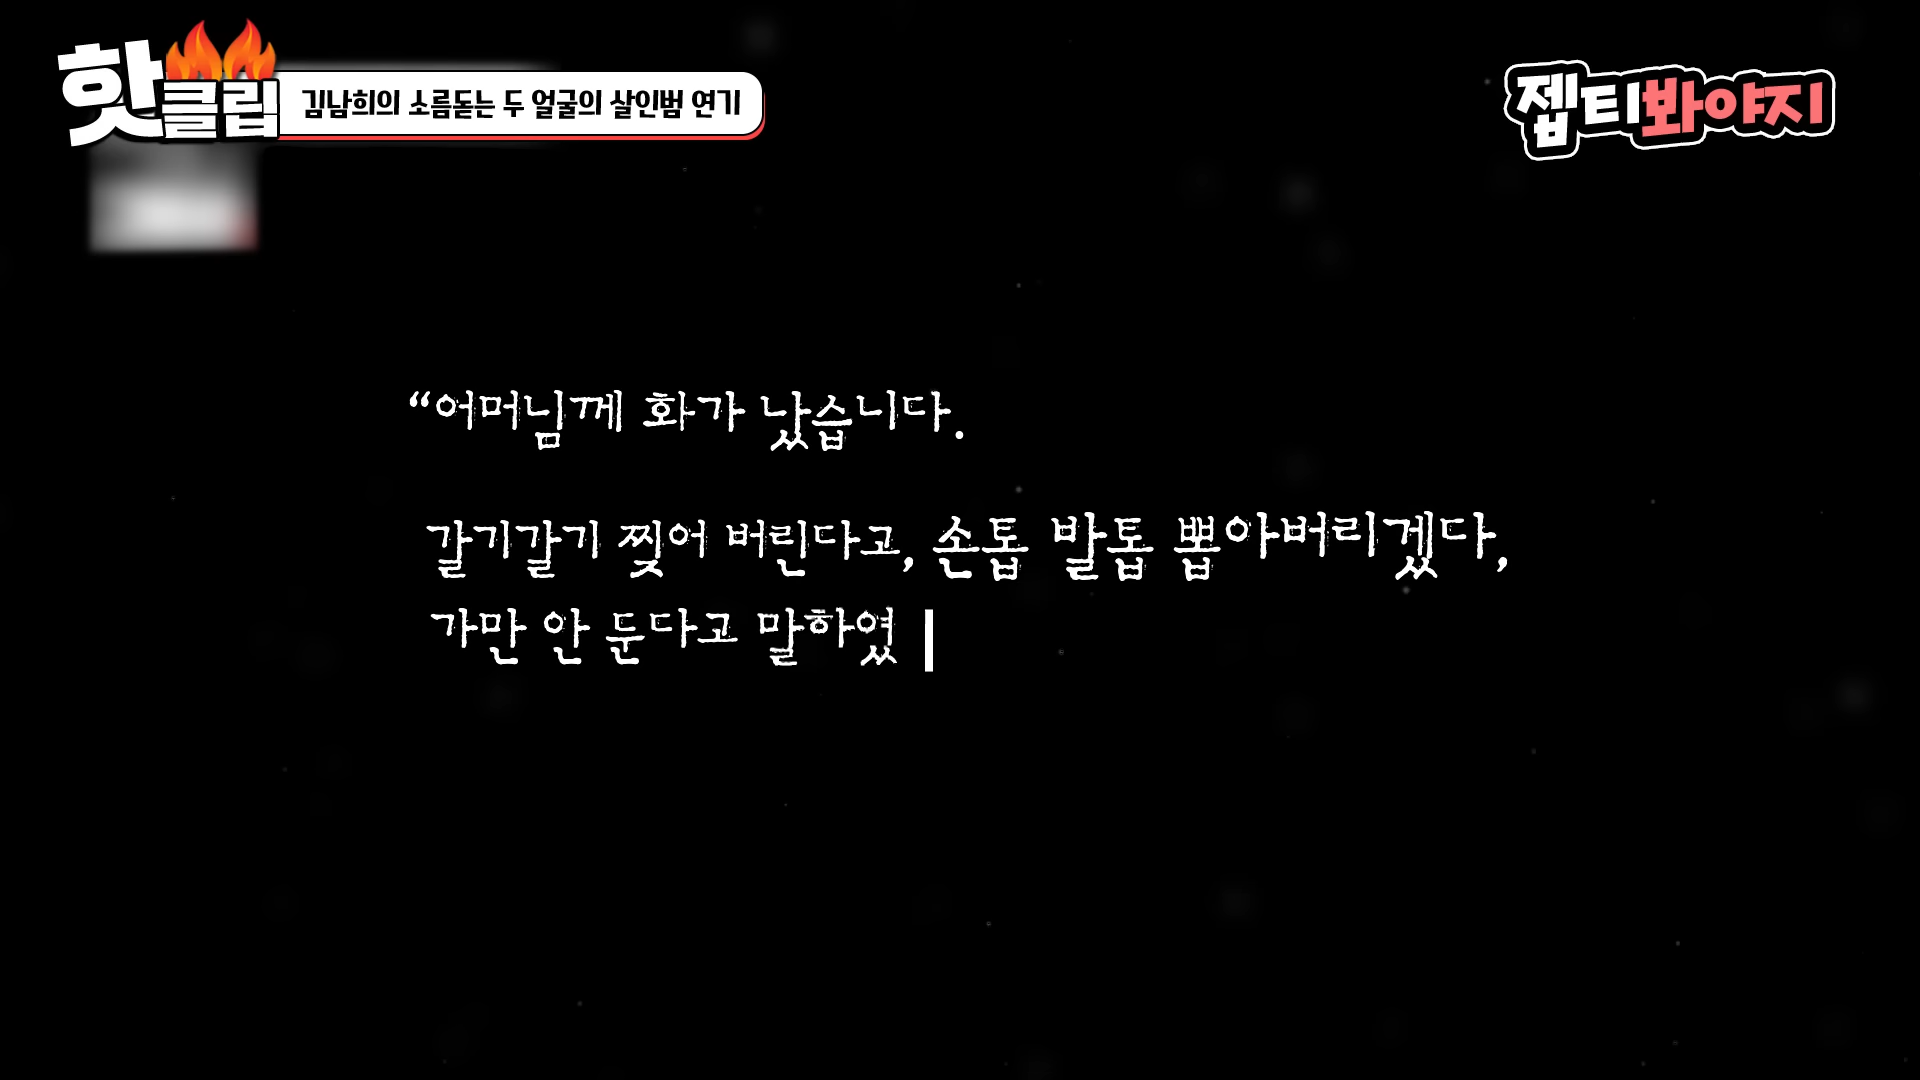 핫클립
김남희의 소름돋는 두 얼굴의 살인범 연기
젭티봐야지
“어머님께 화가 났습니다.
갈기갈기 찢어 버린다고, 손톱 발톱 뽑아버리겠다,
가만 안 둔다고 말하였